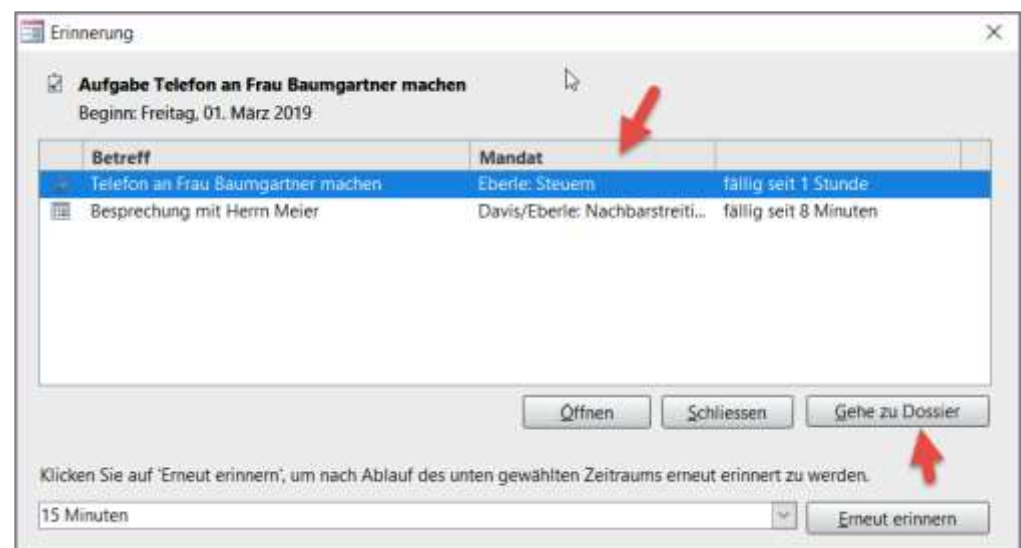 Erinnerung
Aufgabe Telefon an Frau Baumgartner machen
Beginn: Freitag, 01. März 2019
Betreff Mandat
Telefon an Frau Baumgartner machen Eberle: Steuern fällig seit 1 Stunde
Besprechung mit Herrn Meier Davis/Eberle: Nachbarstreiti... fällig seit 8 Minuten
Öffnen Schliessen Gehe zu Dossier
Klicken Sie auf 'Erneut erinnern', um nach Ablauf des unten gewählten Zeitraums erneut erinnert zu werden.
15 Minuten Erneut erinnern